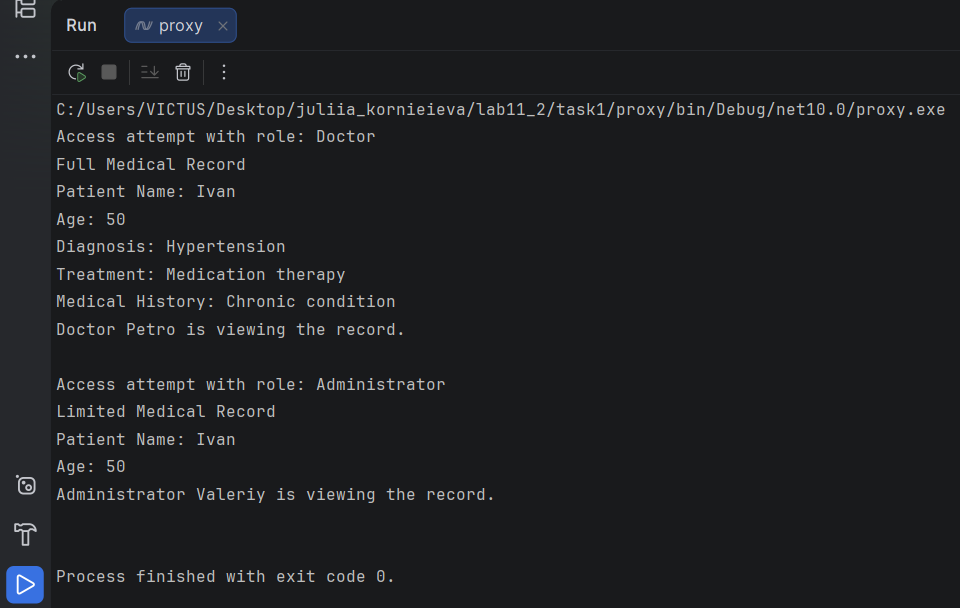 Run proxy
C:/Users/VICTUS/Desktop/juliia_kornieieva/lab11_2/task1/proxy/bin/Debug/net10.0/proxy.exe
Access attempt with role: Doctor
Full Medical Record
Patient Name: Ivan
Age: 50
Diagnosis: Hypertension
Treatment: Medication therapy
Medical History: Chronic condition
Doctor Petro is viewing the record.
Access attempt with role: Administrator
Limited Medical Record
Patient Name: Ivan
Age: 50
Administrator Valeriy is viewing the record.
Process finished with exit code 0.